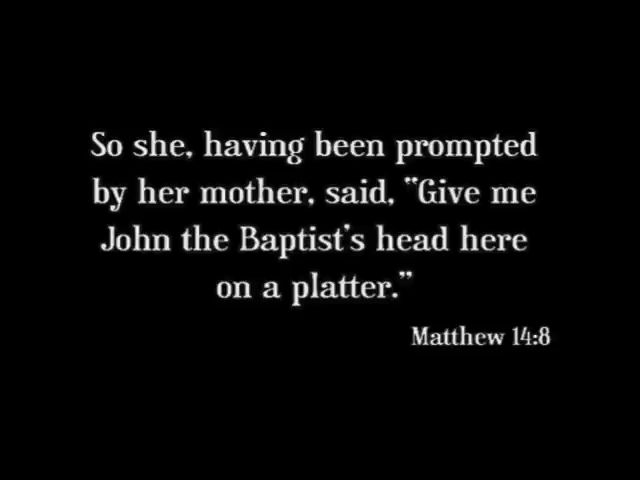 So she, having been prompted
by her mother, said, "Give me
John the Baptist's head here
on a platter."
Matthew 14:8